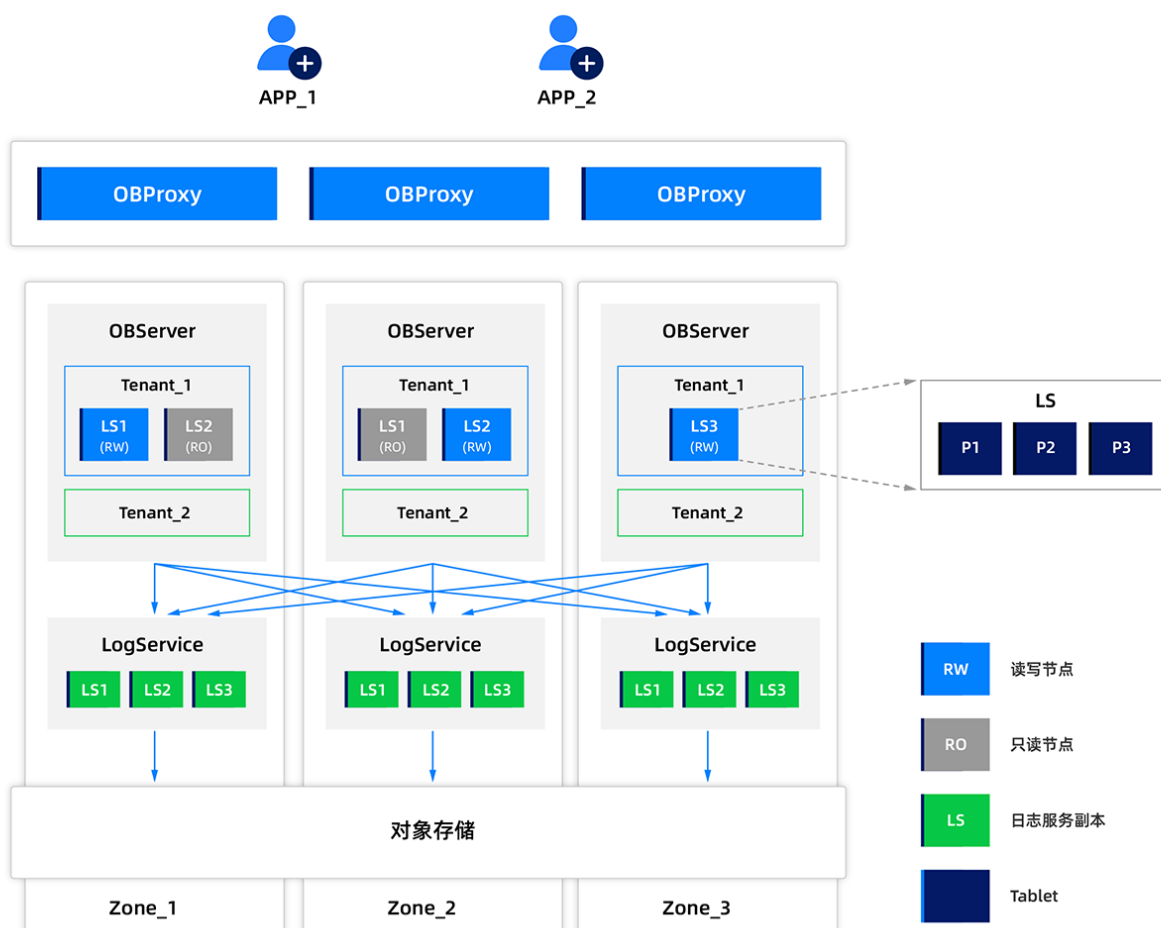 APP_1 APP_2
OBProxy OBProxy OBProxy
OBServer OBServer OBServer
Tenant_1 Tenant_1 Tenant_1
LS1 LS2 LS1 LS2 LS3
(RW) (RO) (RO) (RW) (RW)
LS
P1 P2 P3
Tenant_2 Tenant_2 Tenant_2
LogService LogService LogService
LS1 LS2 LS3 LS1 LS2 LS3 LS1 LS2 LS3
对象存储
Zone_1 Zone_2 Zone_3
RW 读写节点
RO 只读节点
LS 日志服务副本
Tablet